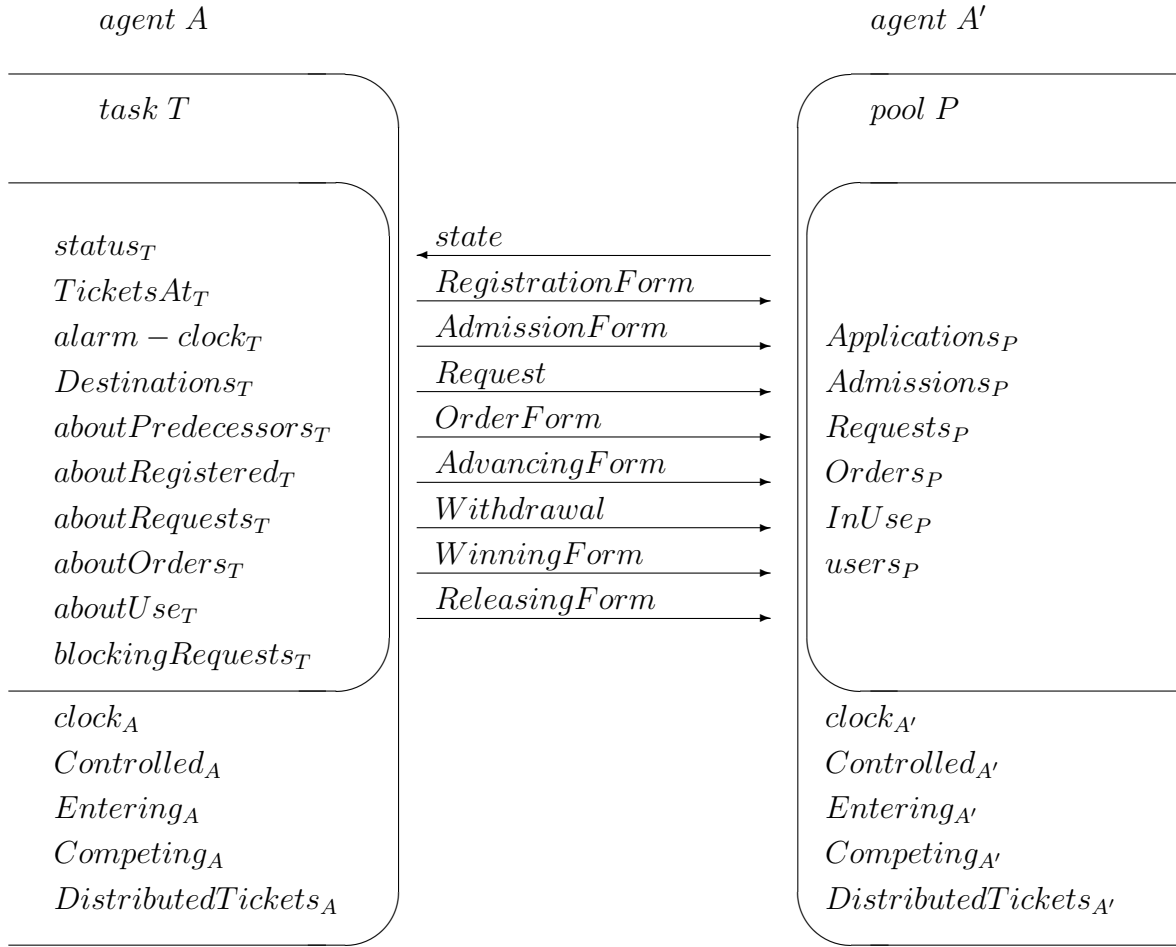 agent A
agent A′
task T
pool P
status_T
TicketsAt_T
alarm − clock_T
Destinations_T
aboutPredecessors_T
aboutRegistered_T
aboutRequests_T
aboutOrders_T
aboutUse_T
blockingRequests_T
clock_A
Controlled_A
Entering_A
Competing_A
DistributedTickets_A
state
RegistrationForm
AdmissionForm
Request
OrderForm
AdvancingForm
Withdrawal
WinningForm
ReleasingForm
Applications_P
Admissions_P
Requests_P
Orders_P
InUse_P
users_P
clock_A′
Controlled_A′
Entering_A′
Competing_A′
DistributedTickets_A′